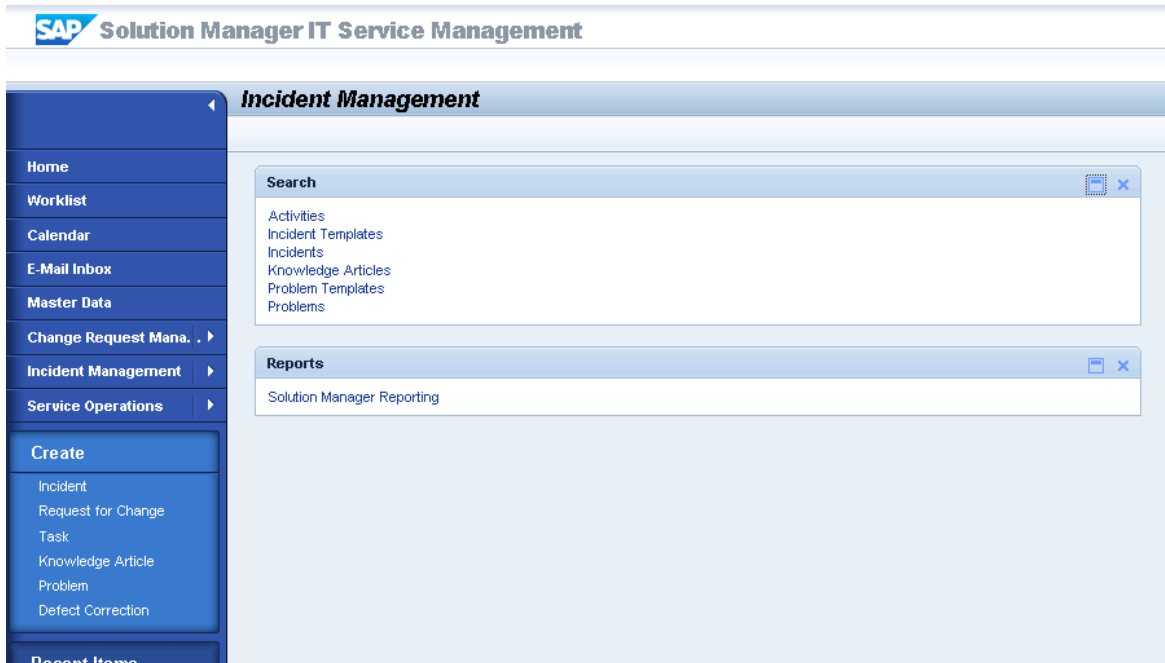 SAP Solution Manager IT Service Management
Incident Management
Home
Worklist
Calendar
E-Mail Inbox
Master Data
Change Request Mana. .
Incident Management
Service Operations
Create
Incident
Request for Change
Task
Knowledge Article
Problem
Defect Correction
Recent Items
Search
Activities
Incident Templates
Incidents
Knowledge Articles
Problem Templates
Problems
Reports
Solution Manager Reporting